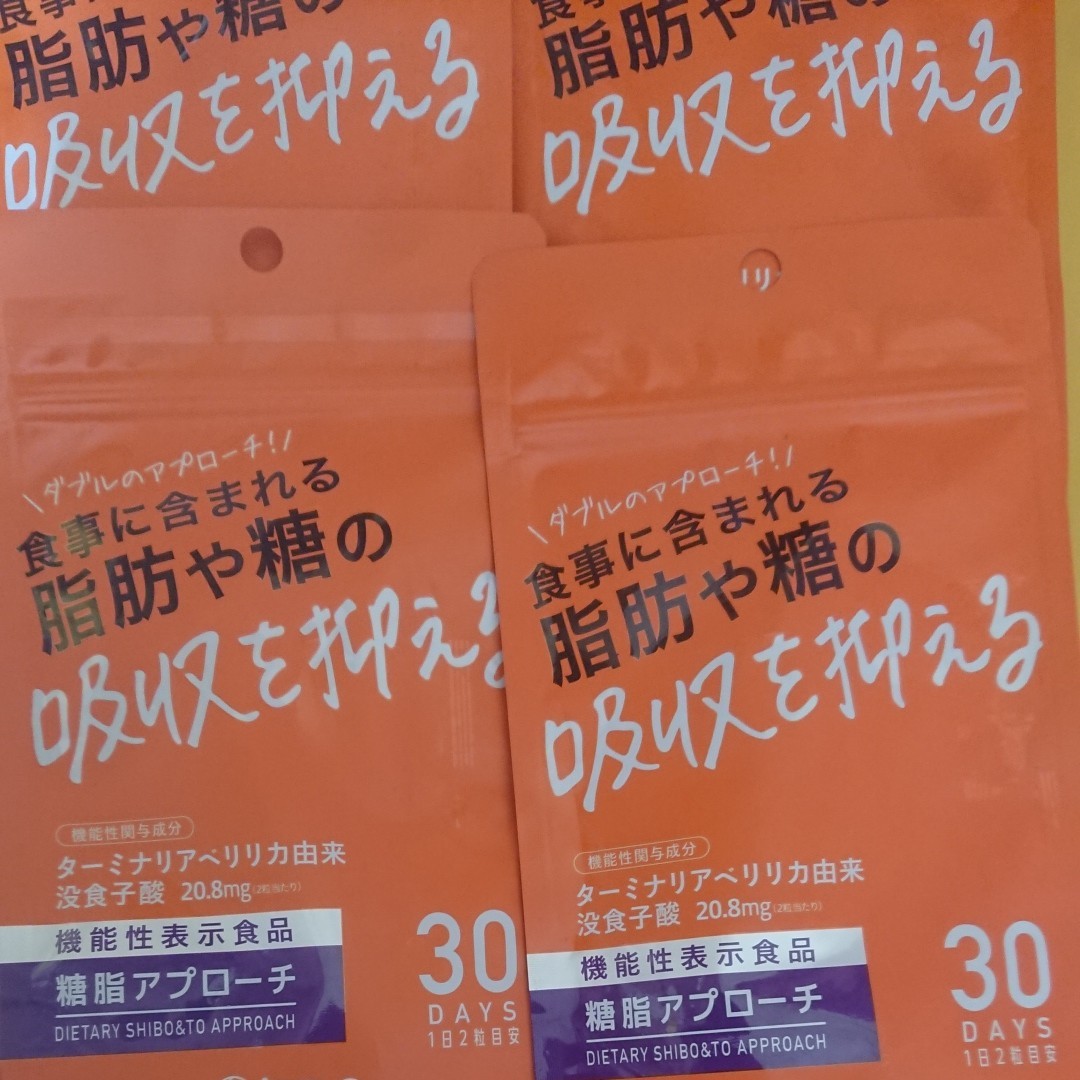 脂肪や糖の
吸収を抑える
脂肪や糖の
吸収を抑える
\ダブルのアプローチ！/
食事に含まれる
脂肪や糖の
吸収を抑える
機能性関与成分
ターミナリアベリリカ由来
没食子酸 20.8mg(2粒当たり)
機能性表示食品
糖脂アプローチ
DIETARY SHIBO&TO APPROACH
30
DAYS
1日2粒目安
\ダブルのアプローチ！/
食事に含まれる
脂肪や糖の
吸収を抑える
機能性関与成分
ターミナリアベリリカ由来
没食子酸 20.8mg(2粒当たり)
機能性表示食品
糖脂アプローチ
DIETARY SHIBO&TO APPROACH
30
DAYS
1日2粒目安